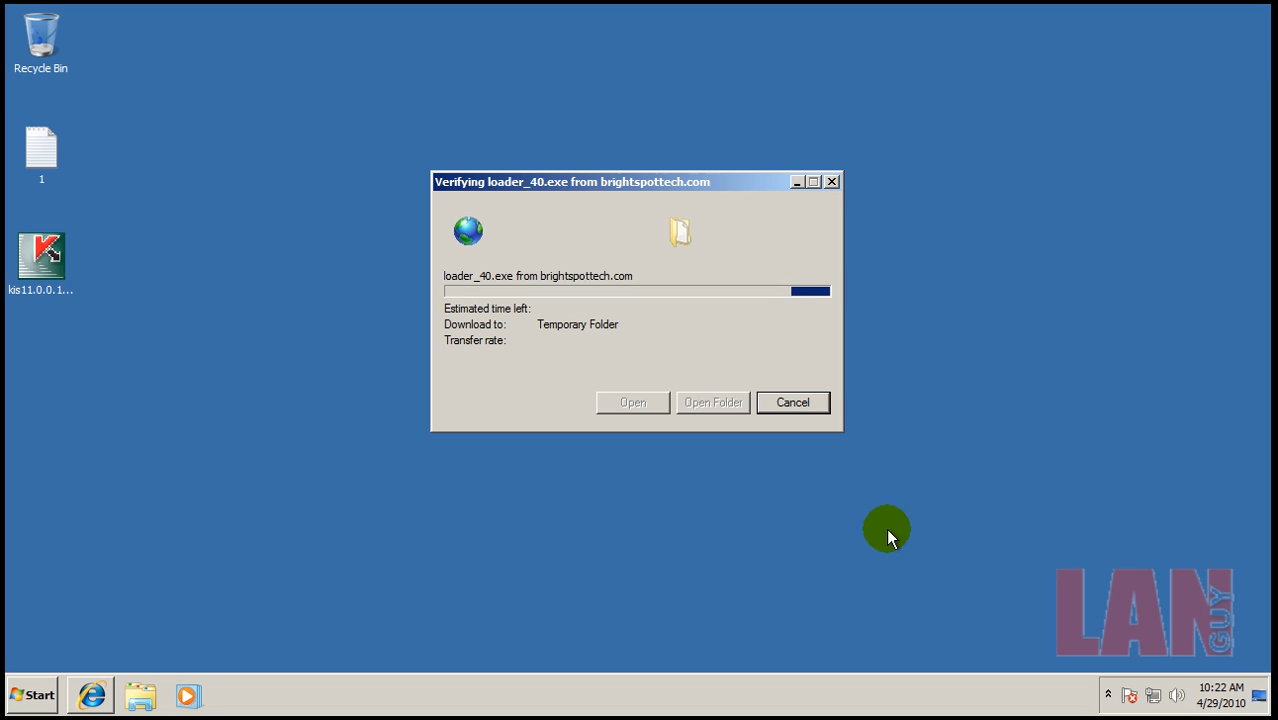 Recycle Bin
1
kis11.0.0.1...
Verifying loader_40.exe from brightspottech.com
loader_40.exe from brightspottech.com
Estimated time left:
Download to: Temporary Folder
Transfer rate:
Open Open Folder Cancel
LAN GUY
Start
10:22 AM
4/29/2010